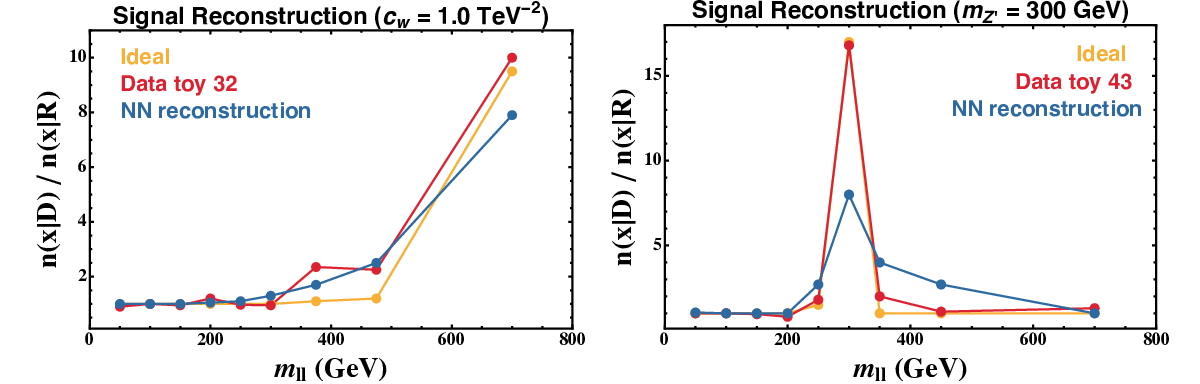 Signal Reconstruction (c_w = 1.0 TeV⁻²)
Ideal
Data toy 32
NN reconstruction
n(x|D) / n(x|R)
10
8
6
4
2
0 200 400 600 800
m_ll (GeV)
Signal Reconstruction (m_Z' = 300 GeV)
Ideal
Data toy 43
NN reconstruction
n(x|D) / n(x|R)
15
10
5
0 200 400 600 800
m_ll (GeV)